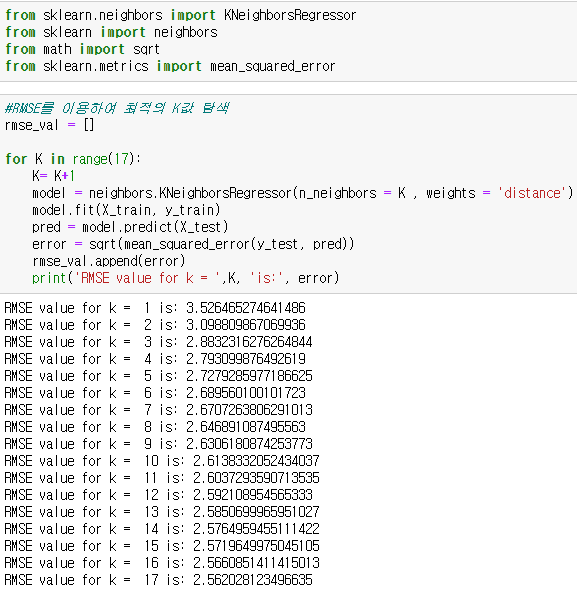 from sklearn.neighbors import KNeighborsRegressor
from sklearn import neighbors
from math import sqrt
from sklearn.metrics import mean_squared_error
#RMSE를 이용하여 최적의 K값 탐색
rmse_val = []
for K in range(17):
    K= K+1
    model = neighbors.KNeighborsRegressor(n_neighbors = K , weights = 'distance')
    model.fit(X_train, y_train)
    pred = model.predict(X_test)
    error = sqrt(mean_squared_error(y_test, pred))
    rmse_val.append(error)
    print('RMSE value for k = ',K, 'is:', error)
RMSE value for k =  1 is: 3.526465274641486
RMSE value for k =  2 is: 3.098809867069936
RMSE value for k =  3 is: 2.8832316276264844
RMSE value for k =  4 is: 2.793099876492619
RMSE value for k =  5 is: 2.7279285977186625
RMSE value for k =  6 is: 2.689560100101723
RMSE value for k =  7 is: 2.6707263806291013
RMSE value for k =  8 is: 2.646891087495563
RMSE value for k =  9 is: 2.6306180874253773
RMSE value for k =  10 is: 2.6138332052434037
RMSE value for k =  11 is: 2.6037293590713535
RMSE value for k =  12 is: 2.592108954565333
RMSE value for k =  13 is: 2.5850699965951027
RMSE value for k =  14 is: 2.5764959455111422
RMSE value for k =  15 is: 2.5719649975045105
RMSE value for k =  16 is: 2.5660851411415013
RMSE value for k =  17 is: 2.562028123496635